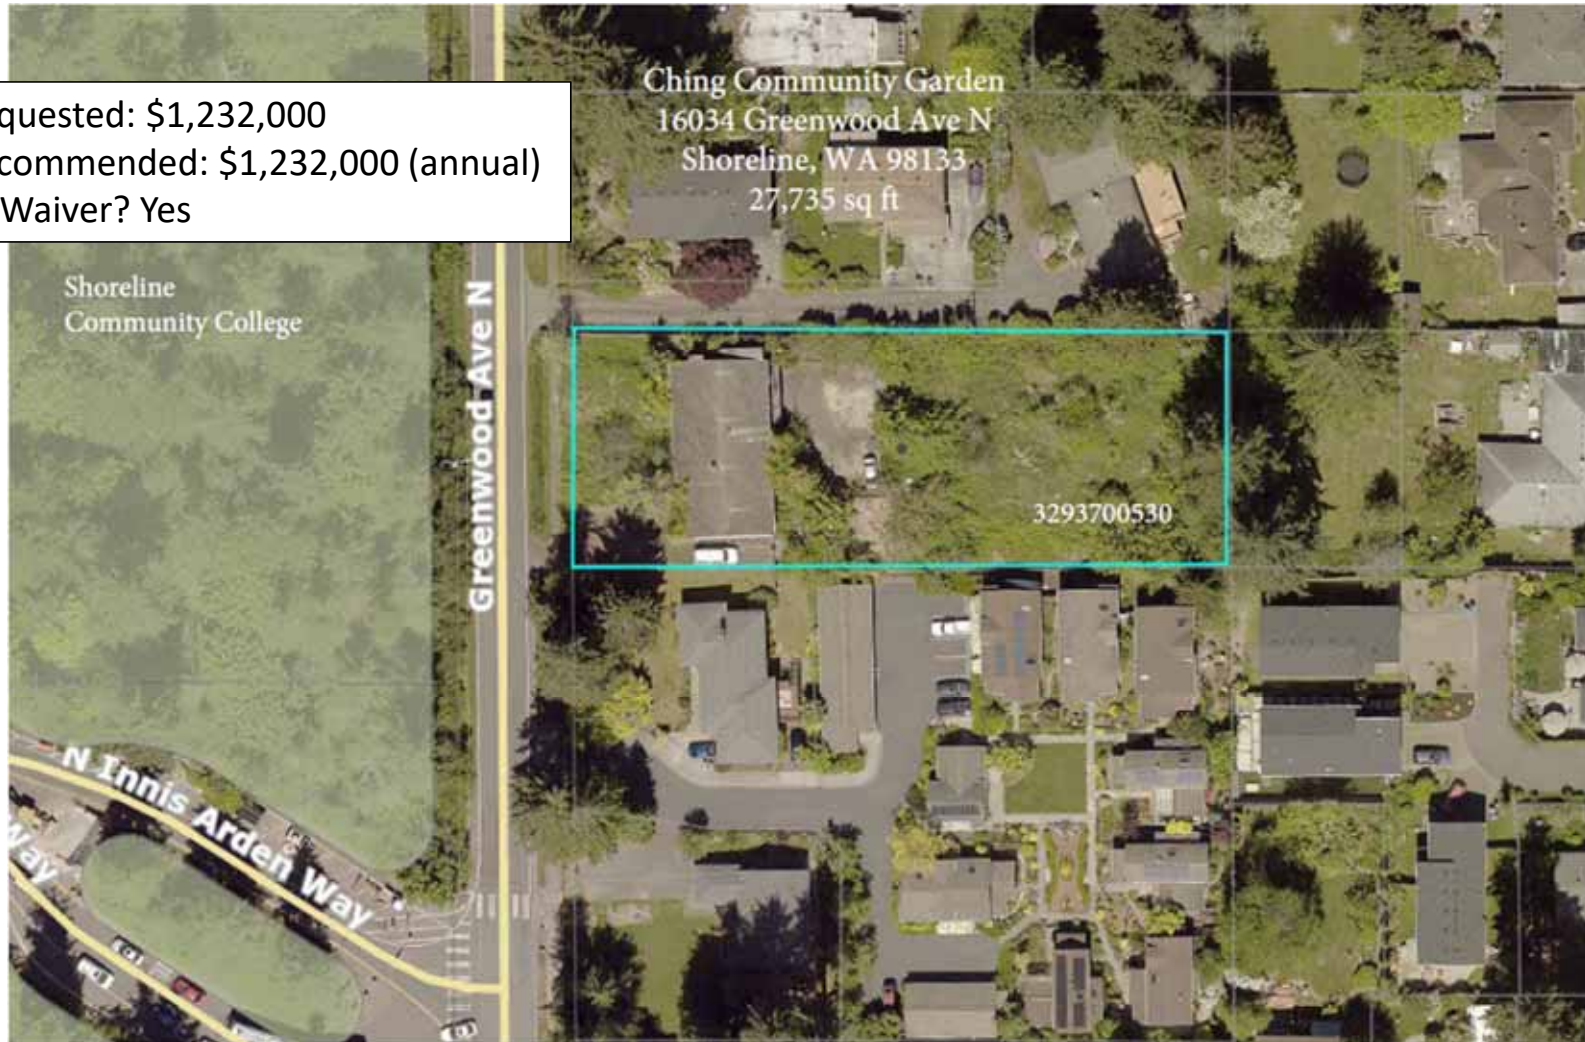 quested: $1,232,000
commended: $1,232,000 (annual)
Waiver? Yes
Ching Community Garden
16034 Greenwood Ave N
Shoreline, WA 98133
27,735 sq ft
Shoreline
Community College
Greenwood Ave N
3293700530
N Innis Arden Way
Way